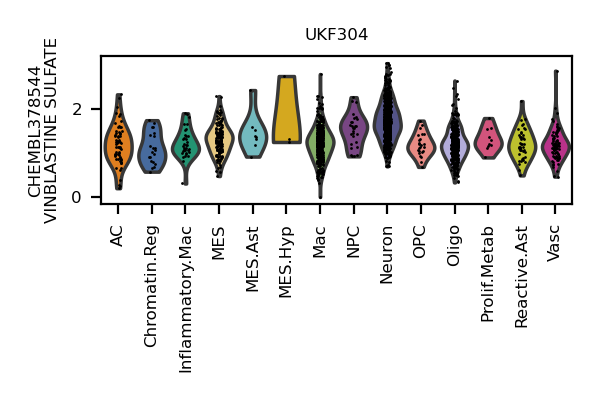 UKF304
CHEMBL378544
VINBLASTINE SULFATE
2
0
AC
Chromatin.Reg
Inflammatory.Mac
MES
MES.Ast
MES.Hyp
Mac
NPC
Neuron
OPC
Oligo
Prolif.Metab
Reactive.Ast
Vasc